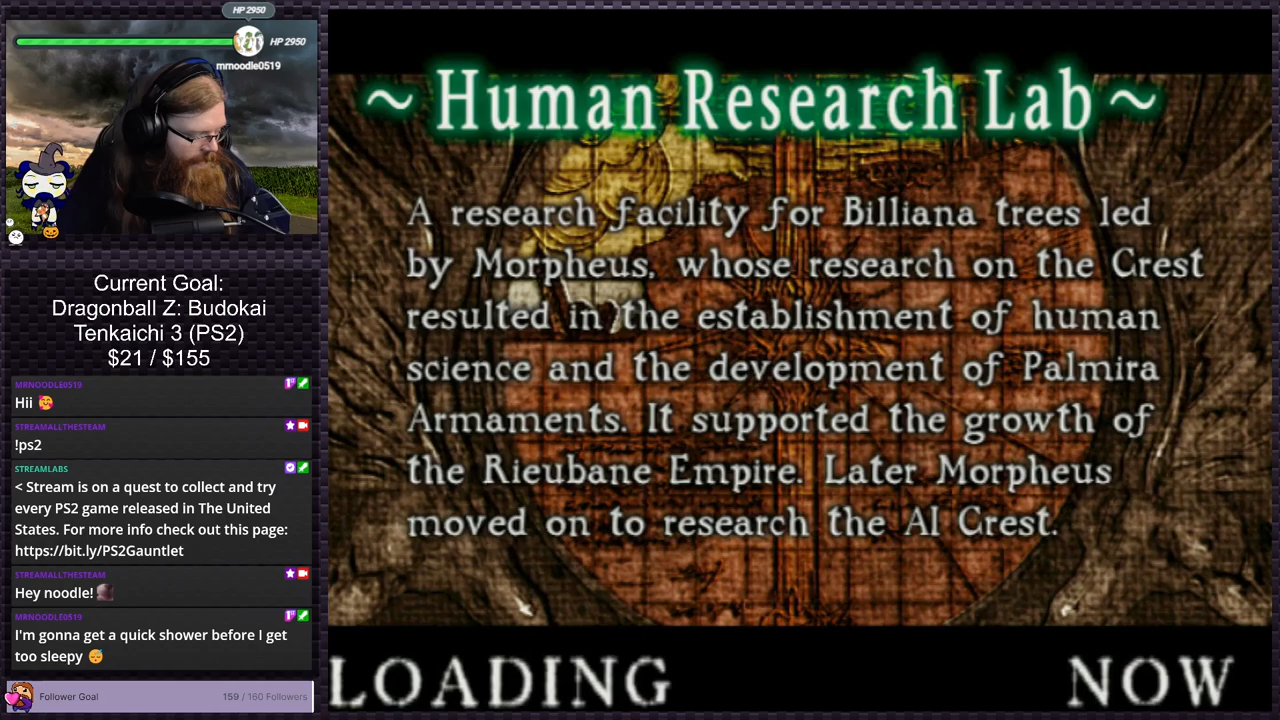 HP 2950
HP 2950
mmoodle0519
~ Human Research Lab ~
A research facility for Billiana trees led
by Morpheus, whose research on the Crest
resulted in the establishment of human
science and the development of Palmira
Armaments. It supported the growth of
the Rieubane Empire. Later Morpheus
moved on to research the AI Crest.
LOADING NOW
Current Goal:
Dragonball Z: Budokai
Tenkaichi 3 (PS2)
$21 / $155
MRNOODLE0519
Hii
STREAMALLTHESTEAM
!ps2
STREAMLABS
< Stream is on a quest to collect and try
every PS2 game released in The United
States. For more info check out this page:
https://bit.ly/PS2Gauntlet
STREAMALLTHESTEAM
Hey noodle!
MRNOODLE0519
I'm gonna get a quick shower before I get
too sleepy
Follower Goal
159 / 160 Followers